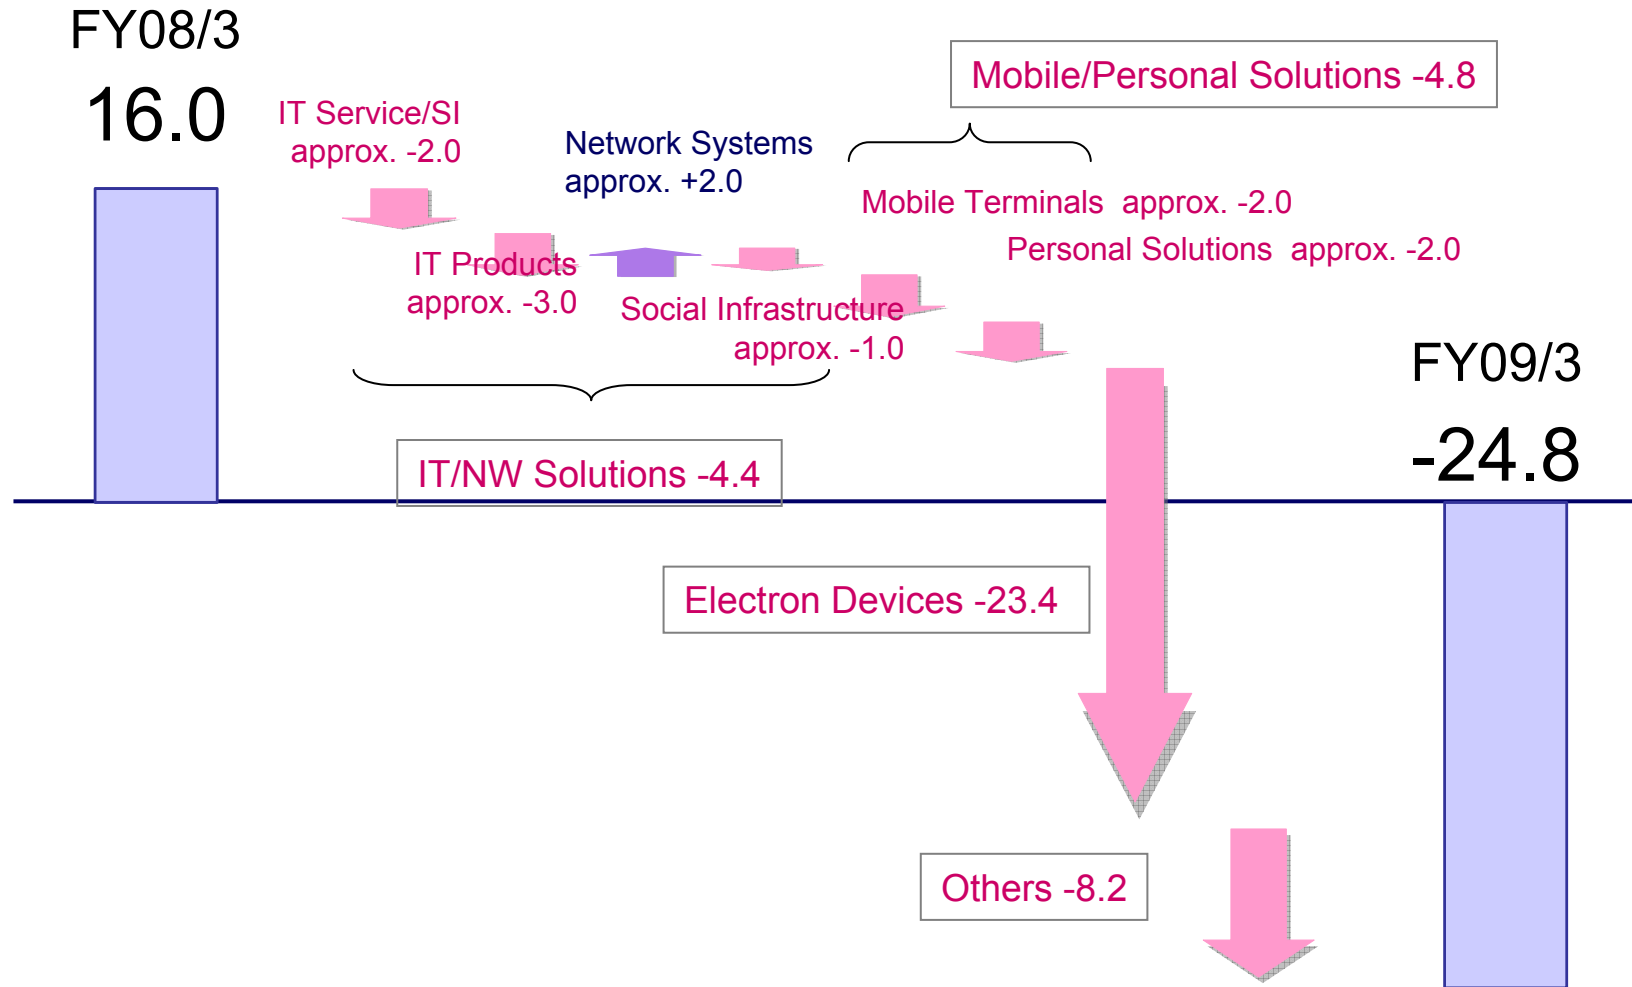 FY08/3
16.0
IT Service/SI
approx. -2.0
Network Systems
approx. +2.0
Mobile/Personal Solutions -4.8
Mobile Terminals  approx. -2.0
Personal Solutions  approx. -2.0
IT Products
approx. -3.0
Social Infrastructure
approx. -1.0
IT/NW Solutions -4.4
FY09/3
-24.8
Electron Devices -23.4
Others -8.2